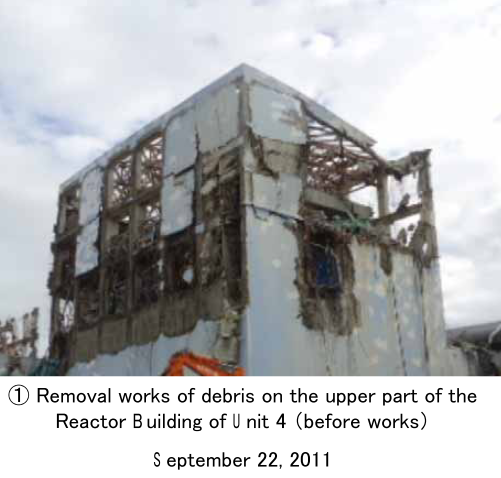 ① Removal works of debris on the upper part of the
Reactor Building of Unit 4 (before works)
September 22, 2011